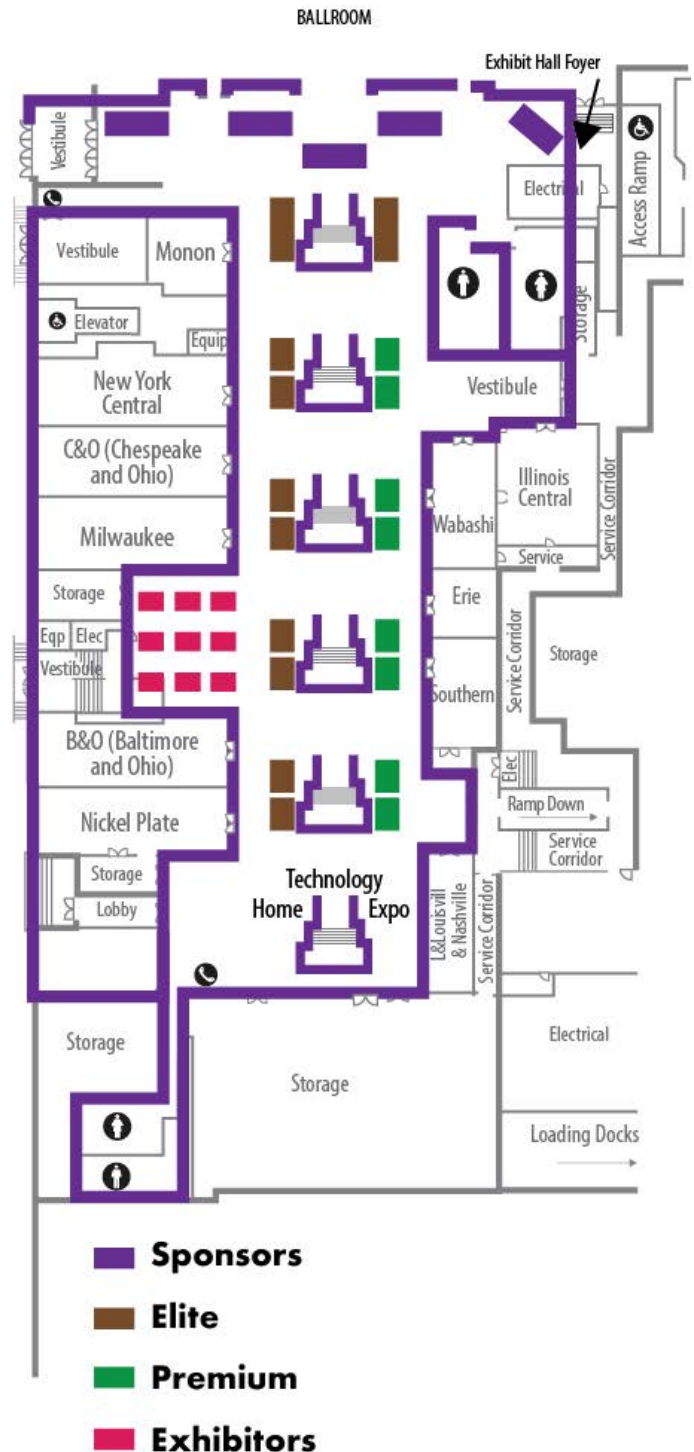 BALLROOM
Exhibit Hall Foyer
Vestibule
Access Ramp
Electrical
Vestibule
Monon
Storage
Elevator
Equip
Vestibule
New York
Central
C&O (Chespeake
and Ohio)
Illinois
Central
Service Corridor
Wabashi
Milwaukee
Service
Storage
Erie
Eqp
Elec
Service Corridor
Storage
Vestibule
Southern
B&O (Baltimore
and Ohio)
Elec
Ramp Down
Nickel Plate
Service
Corridor
Storage
Technology
Home
Expo
Lobby
L&Louisvill
& Nashville
Service Corridor
Storage
Electrical
Storage
Loading Docks
Sponsors
Elite
Premium
Exhibitors